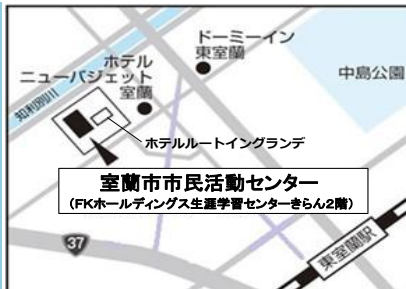 ドーミーイン
東室蘭
ホテル
ニューバジェット
室蘭
中島公園
知利別川
ホテルルートイングランデ
室蘭市市民活動センター
(FKホールディングス生涯学習センターきらん2階)
37
東室蘭駅